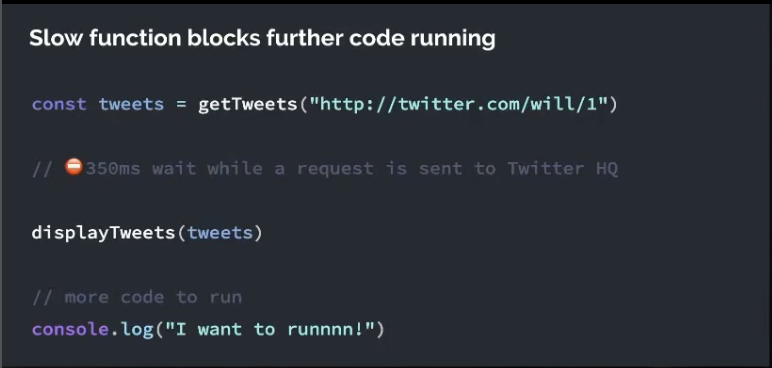 Slow function blocks further code running
const tweets = getTweets("http://twitter.com/will/1")
// ⛔350ms wait while a request is sent to Twitter HQ
displayTweets(tweets)
// more code to run
console.log("I want to runnnn!")